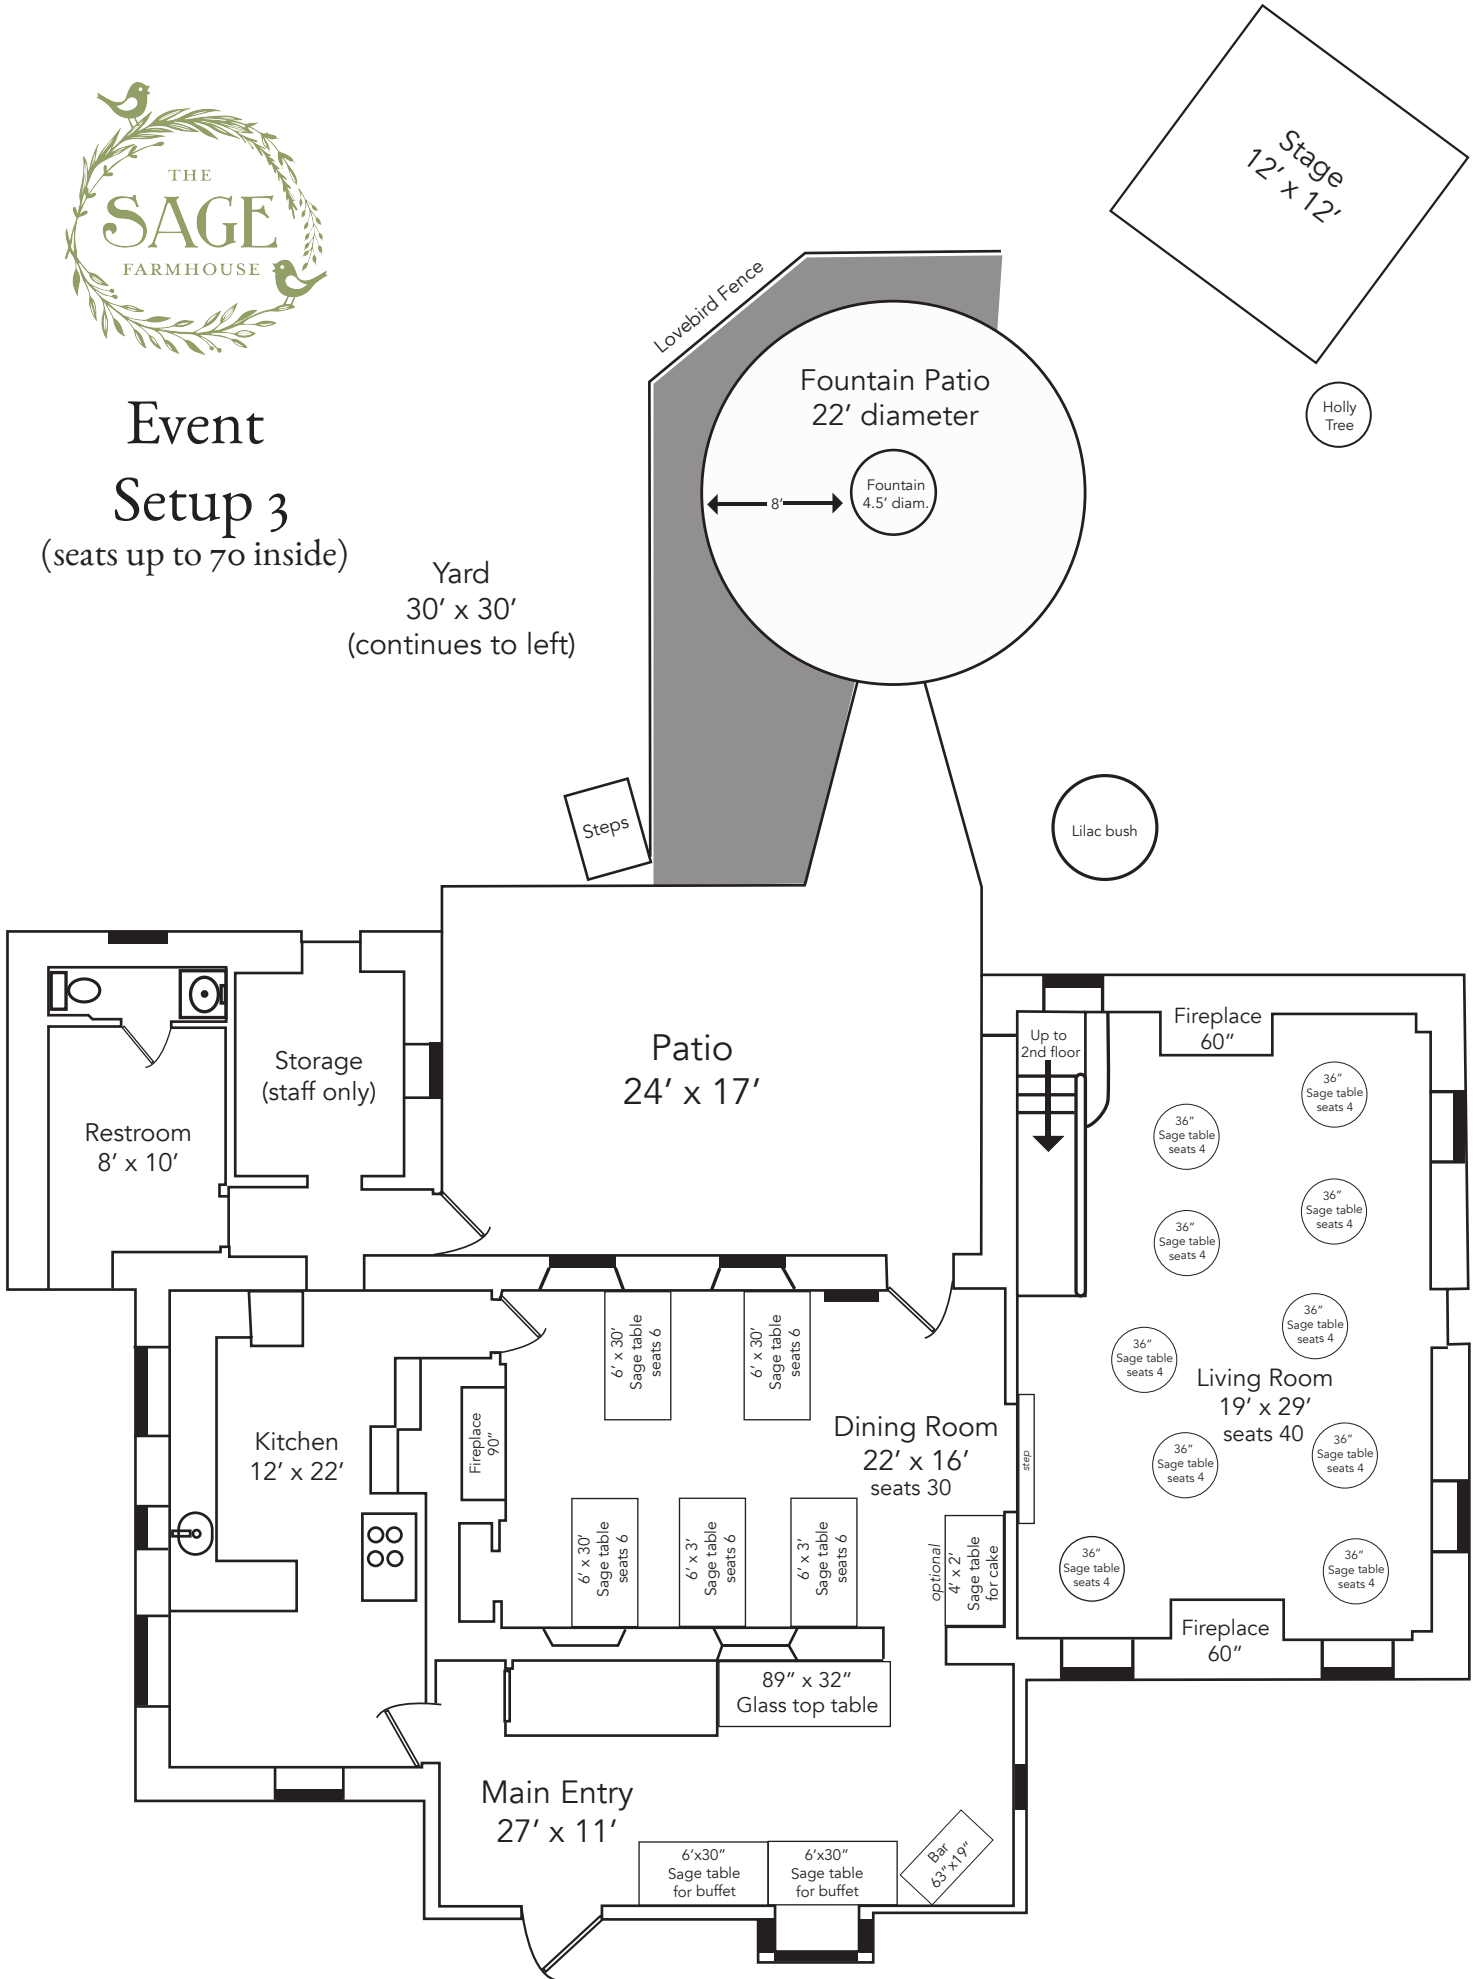 THE
SAGE
FARMHOUSE
Event
Setup 3
(seats up to 70 inside)
Stage
12’ x 12’
Lovebird Fence
Fountain Patio
22’ diameter
Fountain
4.5’ diam.
8’
Holly
Tree
Yard
30’ x 30’
(continues to left)
Steps
Lilac bush
Patio
24’ x 17’
Storage
(staff only)
Restroom
8’ x 10’
Up to
2nd floor
Fireplace
60”
36”
Sage table
seats 4
36”
Sage table
seats 4
36”
Sage table
seats 4
36”
Sage table
seats 4
36”
Sage table
seats 4
36”
Sage table
seats 4
Living Room
19’ x 29’
seats 40
36”
Sage table
seats 4
36”
Sage table
seats 4
36”
Sage table
seats 4
36”
Sage table
seats 4
Fireplace
60”
step
6’ x 30’
Sage table
seats 6
6’ x 30’
Sage table
seats 6
Dining Room
22’ x 16’
seats 30
Fireplace
90”
Kitchen
12’ x 22’
6’ x 30’
Sage table
seats 6
6’ x 3’
Sage table
seats 6
6’ x 3’
Sage table
seats 6
optional
4’ x 2’
Sage table
for cake
89” x 32”
Glass top table
Main Entry
27’ x 11’
6’x30”
Sage table
for buffet
6’x30”
Sage table
for buffet
Bar
63”x19”